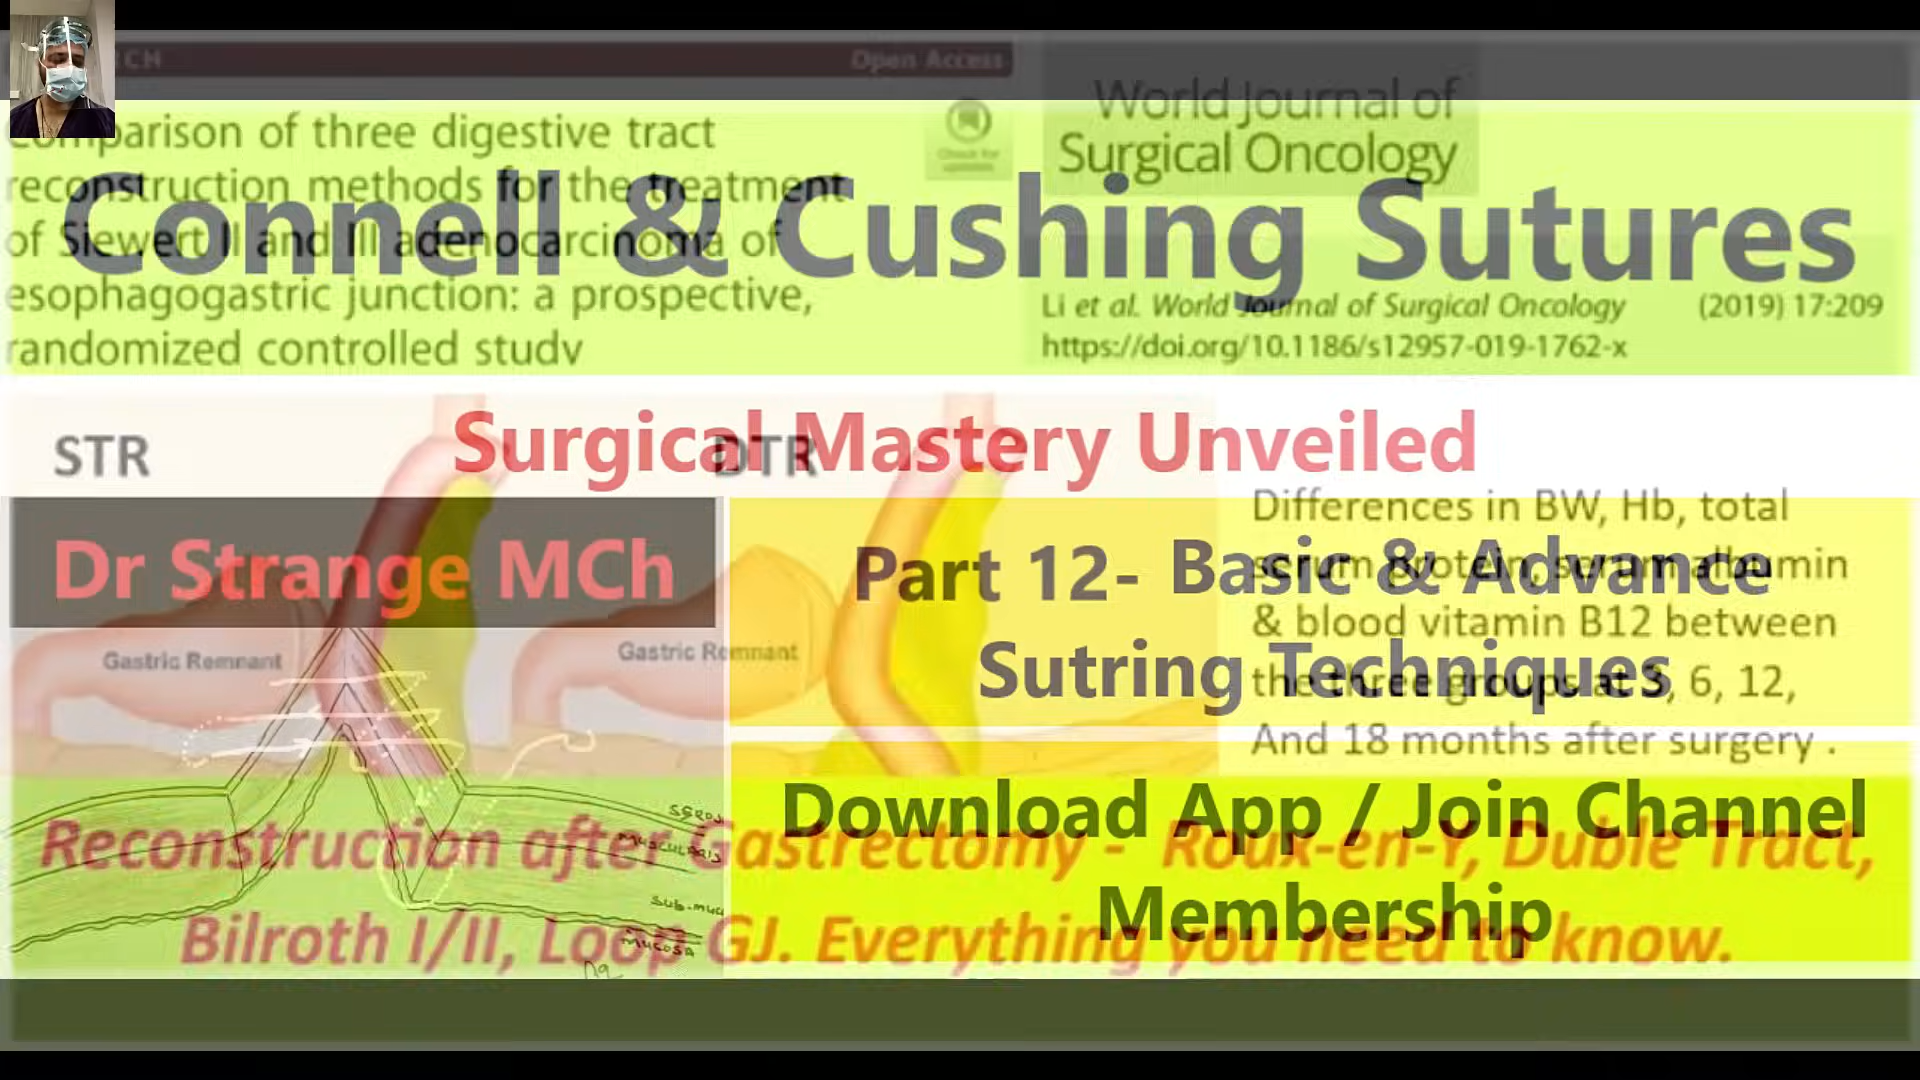 RCH
Open Access
Check for
World Journal of
Surgical Oncology
Comparison of three digestive tract
reconstruction methods for the treatment
of Siewert II and III adenocarcinoma of
esophagogastric junction: a prospective,
randomized controlled study
Connell & Cushing Sutures
Li et al. World Journal of Surgical Oncology (2019) 17:209
https://doi.org/10.1186/s12957-019-1762-x
Surgical Mastery Unveiled
STR
DTR
Dr Strange MCh
Part 12- Basic & Advance
Sutring Techniques
Differences in BW, Hb, total
serum protein, serum albumin
& blood vitamin B12 between
the three groups at 3, 6, 12,
And 18 months after surgery .
Gastric Remnant
Gastric Remnant
Download App / Join Channel
Membership
SEROS
MUSCULARIS
SUB.MUC
MUCOSA
Reconstruction after Gastrectomy - Roux-en-Y, Duble Tract,
Bilroth I/II, Loop GJ. Everything you need to know.